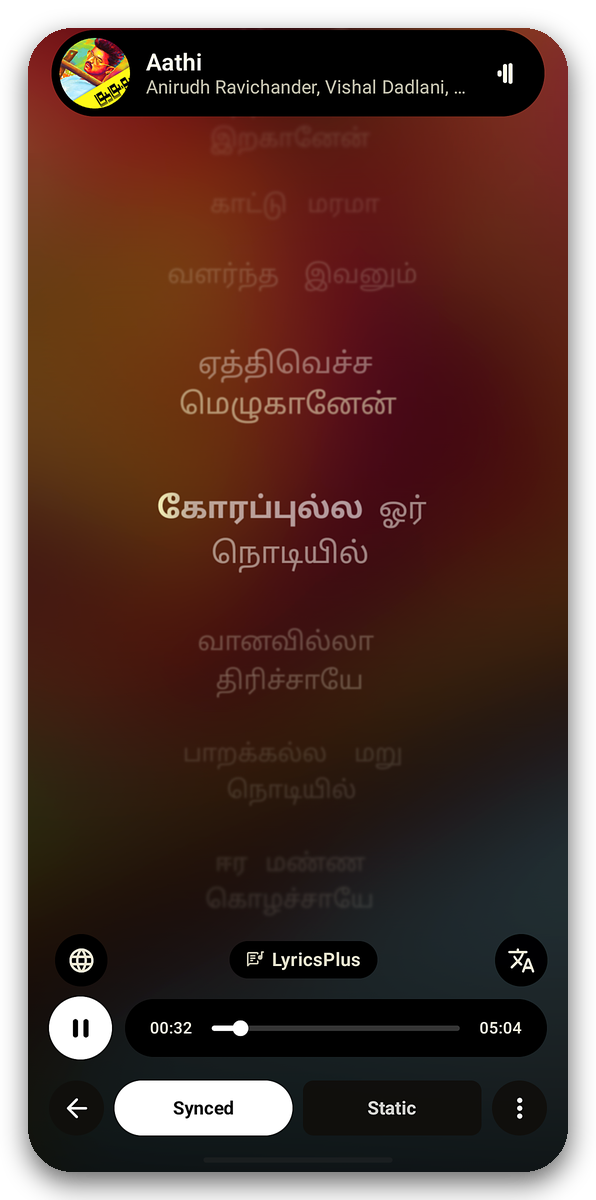 Aathi
Anirudh Ravichander, Vishal Dadlani, ...
இறகானேன்
காட்டு மரமா
வளர்ந்த இவனும்
ஏத்திவெச்ச
மெழுகானேன்
கோரப்புல்ல ஓர்
நொடியில்
வானவில்லா
திரிச்சாயே
பாறக்கல்ல மறு
நொடியில்
ஈர மண்ண
கொழச்சாயே
LyricsPlus
00:32
05:04
Synced
Static